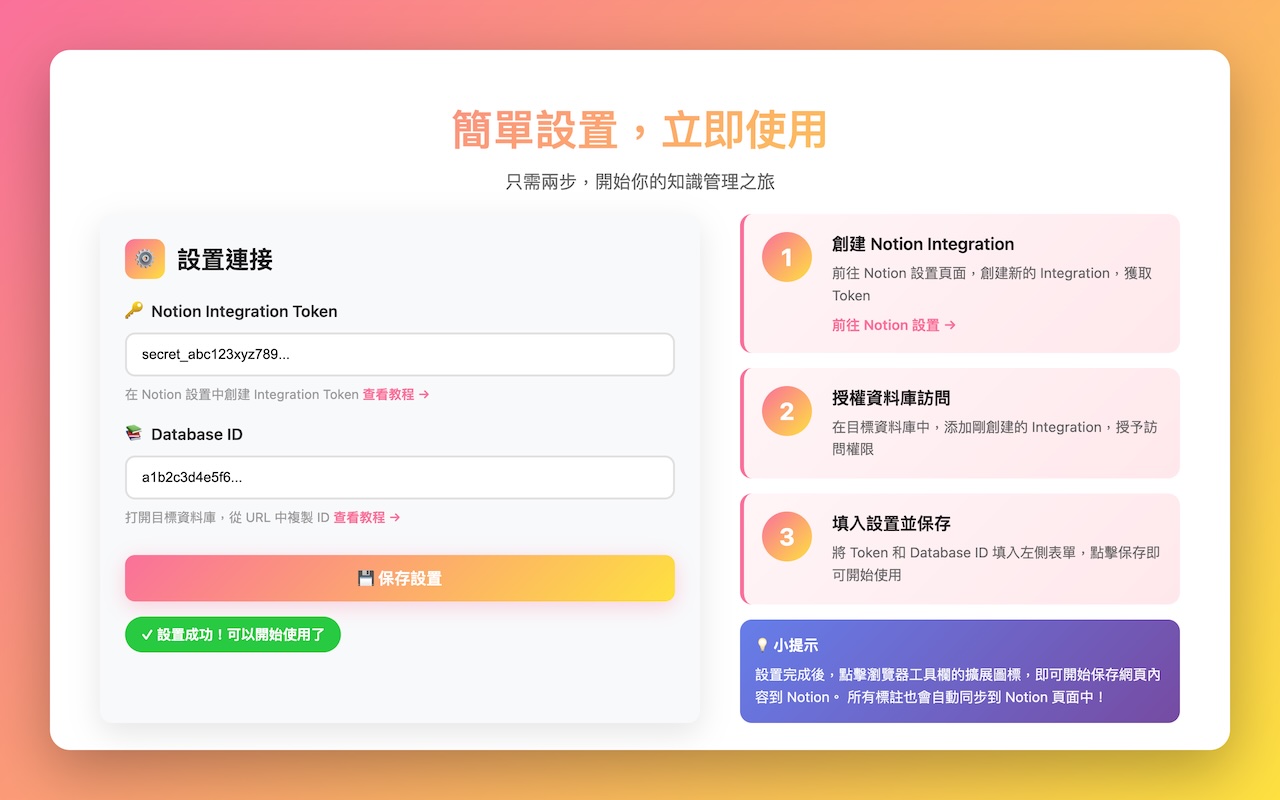 簡單設置，立即使用
只需兩步，開始你的知識管理之旅
設置連接
Notion Integration Token
secret_abc123xyz789...
在 Notion 設置中創建 Integration Token 查看教程 →
Database ID
a1b2c3d4e5f6...
打開目標資料庫，從 URL 中複製 ID 查看教程 →
💾 保存設置
✓ 設置成功！可以開始使用了
1
創建 Notion Integration
前往 Notion 設置頁面，創建新的 Integration，獲取
Token
前往 Notion 設置 →
2
授權資料庫訪問
在目標資料庫中，添加剛創建的 Integration，授予訪
問權限
3
填入設置並保存
將 Token 和 Database ID 填入左側表單，點擊保存即
可開始使用
💡 小提示
設置完成後，點擊瀏覽器工具欄的擴展圖標，即可開始保存網頁內
容到 Notion。 所有標註也會自動同步到 Notion 頁面中！